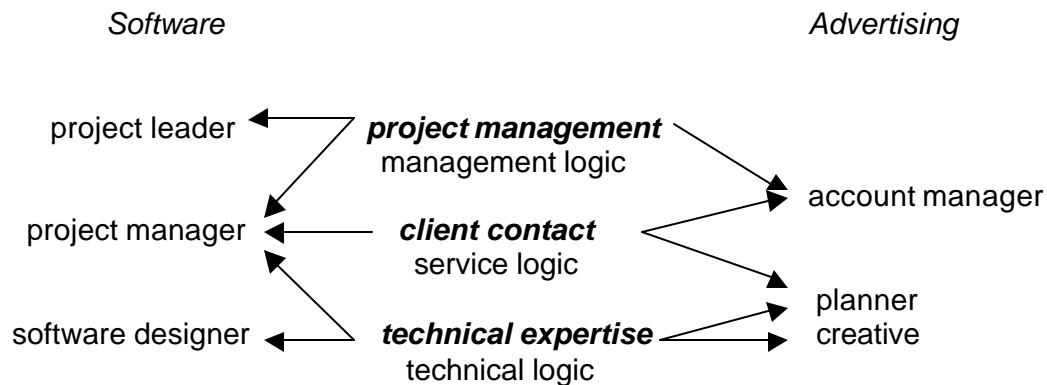 Software
Advertising
project leader
project management
management logic
account manager
project manager
client contact
service logic
planner
software designer
technical expertise
creative
technical logic